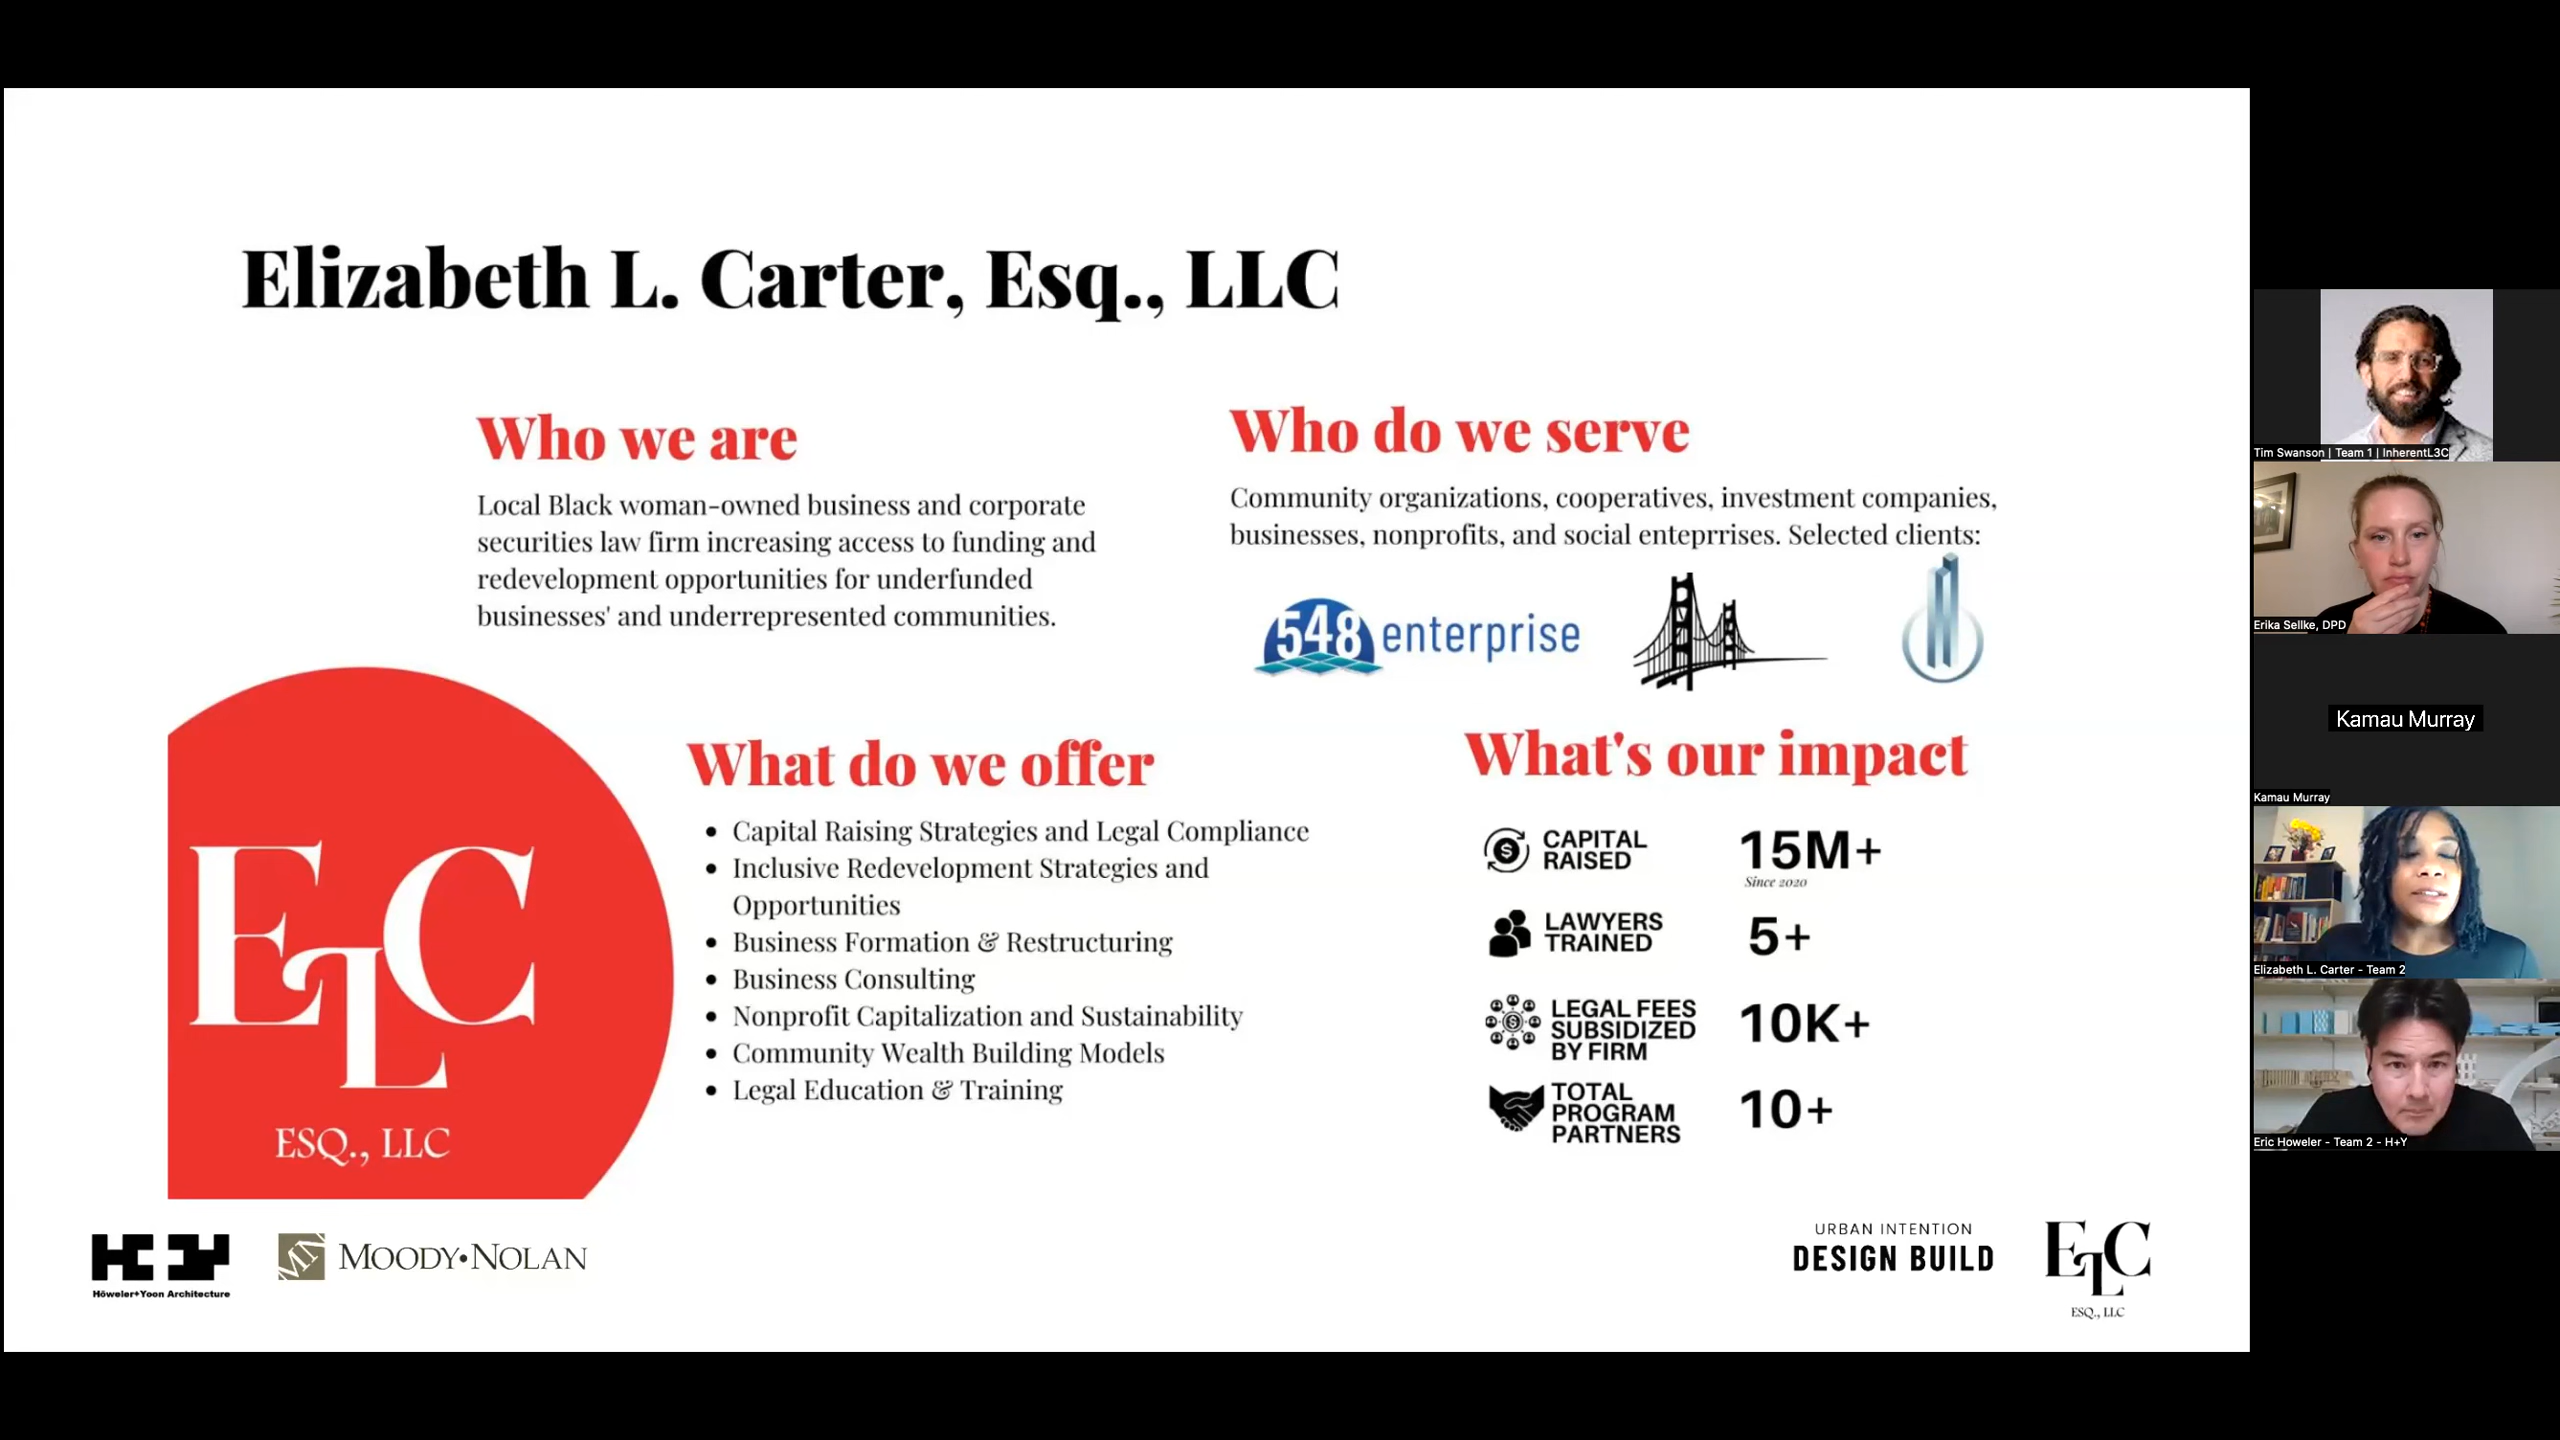 Elizabeth L. Carter, Esq., LLC
Who we are
Local Black woman-owned business and corporate
securities law firm increasing access to funding and
redevelopment opportunities for underfunded
businesses' and underrepresented communities.
Who do we serve
Community organizations, cooperatives, investment companies,
businesses, nonprofits, and social enteprrises. Selected clients:
548 enterprise
What do we offer
• Capital Raising Strategies and Legal Compliance
• Inclusive Redevelopment Strategies and
Opportunities
• Business Formation & Restructuring
• Business Consulting
• Nonprofit Capitalization and Sustainability
• Community Wealth Building Models
• Legal Education & Training
What's our impact
CAPITAL
RAISED
15M+
Since 2020
LAWYERS
TRAINED
5+
LEGAL FEES
SUBSIDIZED
BY FIRM
10K+
TOTAL
PROGRAM
PARTNERS
10+
ELC
ESQ., LLC
HY
Höweler+Yoon Architecture
MN
MOODY•NOLAN
URBAN INTENTION
DESIGN BUILD
ELC
ESQ., LLC
Tim Swanson | Team 1 | InherentL3C
Erika Sellke, DPD
Kamau Murray
Kamau Murray
Elizabeth L. Carter - Team 2
Eric Howeler - Team 2 - H+Y